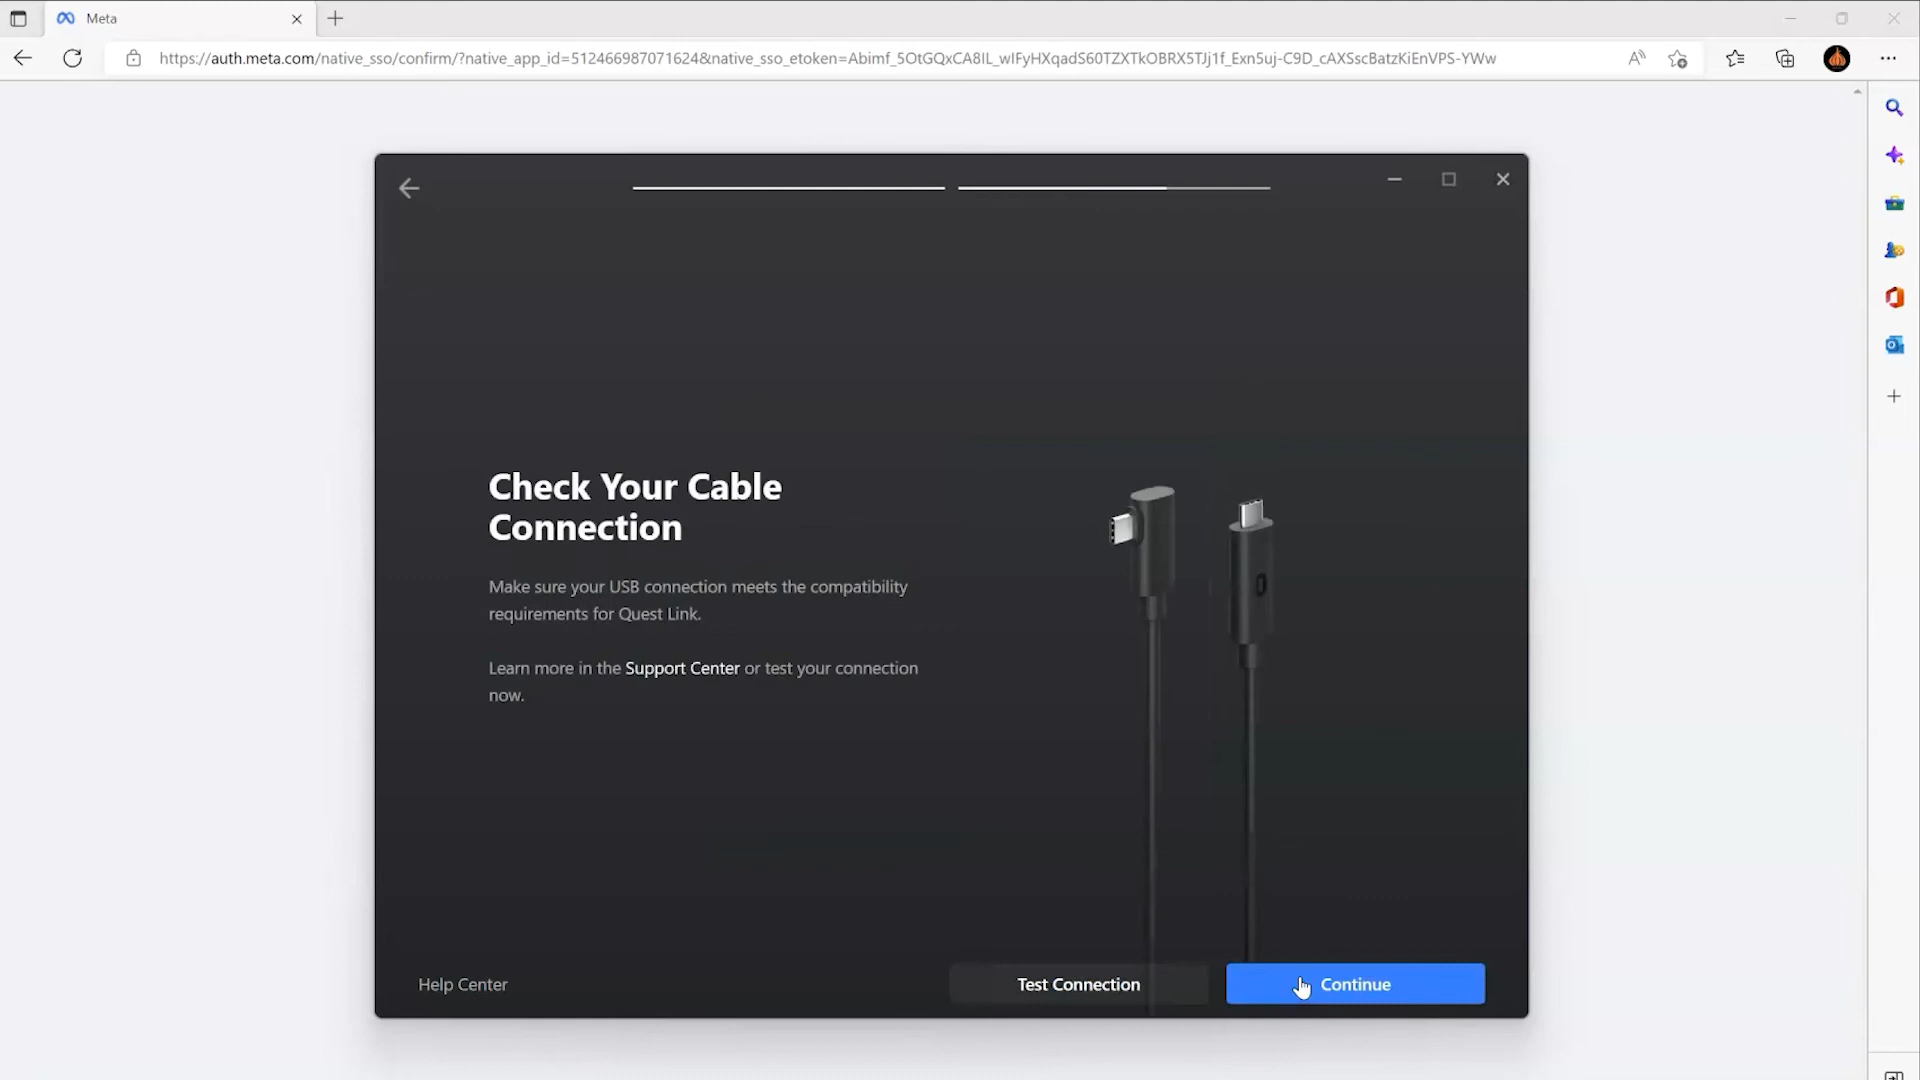 Meta
https://auth.meta.com/native_sso/confirm/?native_app_id=512466987071624&native_sso_etoken=Abimf_5OtGQxCA8IL_wIFyHXqadS60TZXTkOBRX5TJj1f_Exn5uj-C9D_cAXSscBatzKiEnVPS-YWw
Check Your Cable
Connection
Make sure your USB connection meets the compatibility
requirements for Quest Link.
Learn more in the Support Center or test your connection
now.
Help Center
Test Connection
Continue